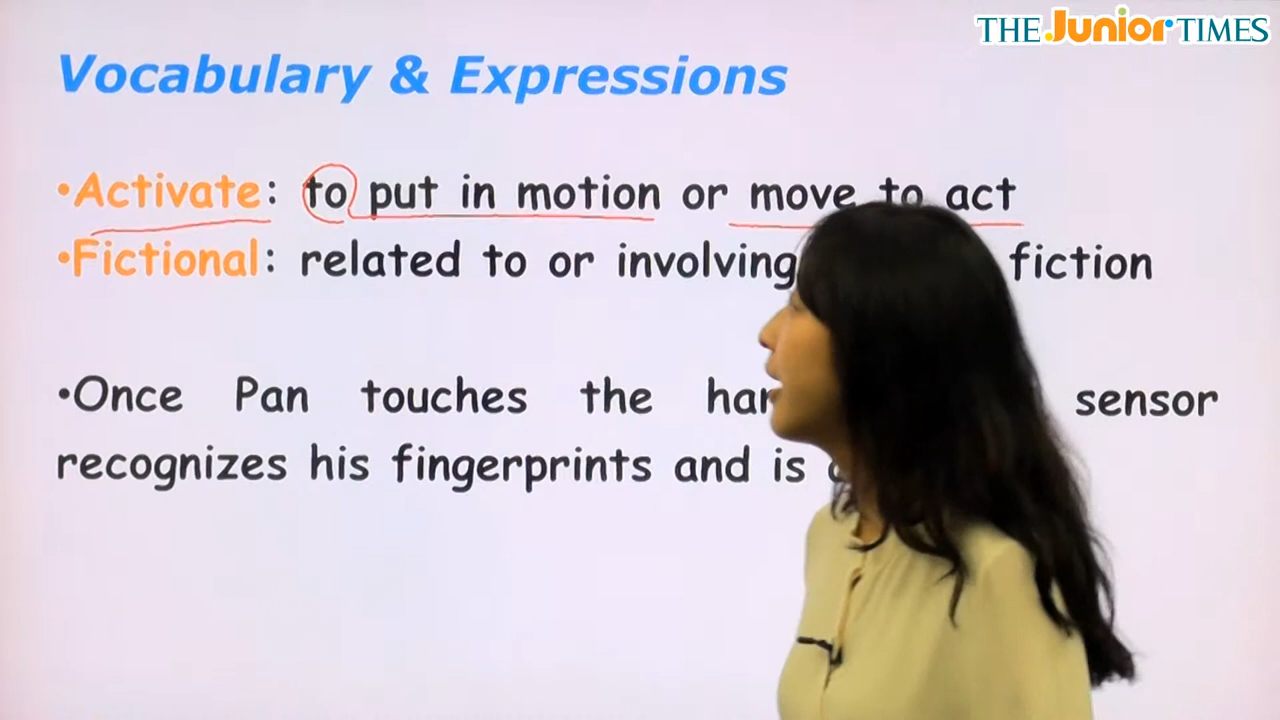 THE Junior TIMES
Vocabulary & Expressions
•Activate: to put in motion or move to act
•Fictional: related to or involving fiction
•Once Pan touches the sensor
recognizes his fingerprints and is